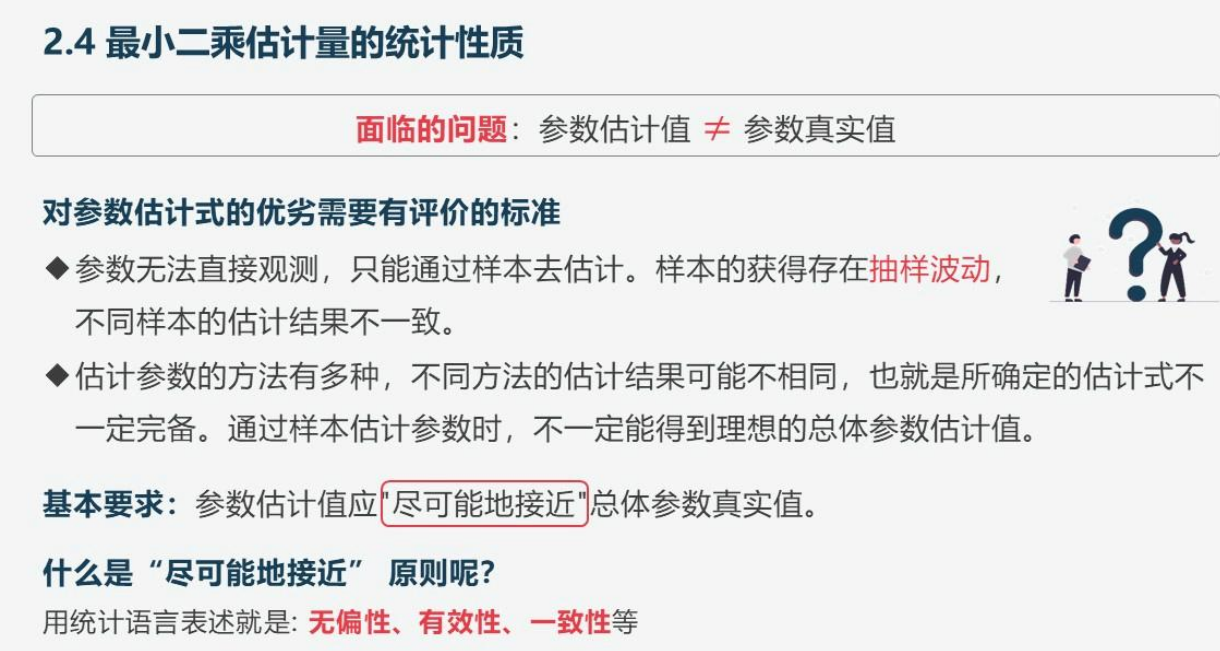 2.4 最小二乘估计量的统计性质
面临的问题：参数估计值 ≠ 参数真实值
对参数估计式的优劣需要有评价的标准
◆参数无法直接观测，只能通过样本去估计。样本的获得存在抽样波动，
不同样本的估计结果不一致。
◆估计参数的方法有多种，不同方法的估计结果可能不相同，也就是所确定的估计式不
一定完备。通过样本估计参数时，不一定能得到理想的总体参数估计值。
基本要求：参数估计值应"尽可能地接近"总体参数真实值。
什么是“尽可能地接近” 原则呢？
用统计语言表述就是: 无偏性、有效性、一致性等